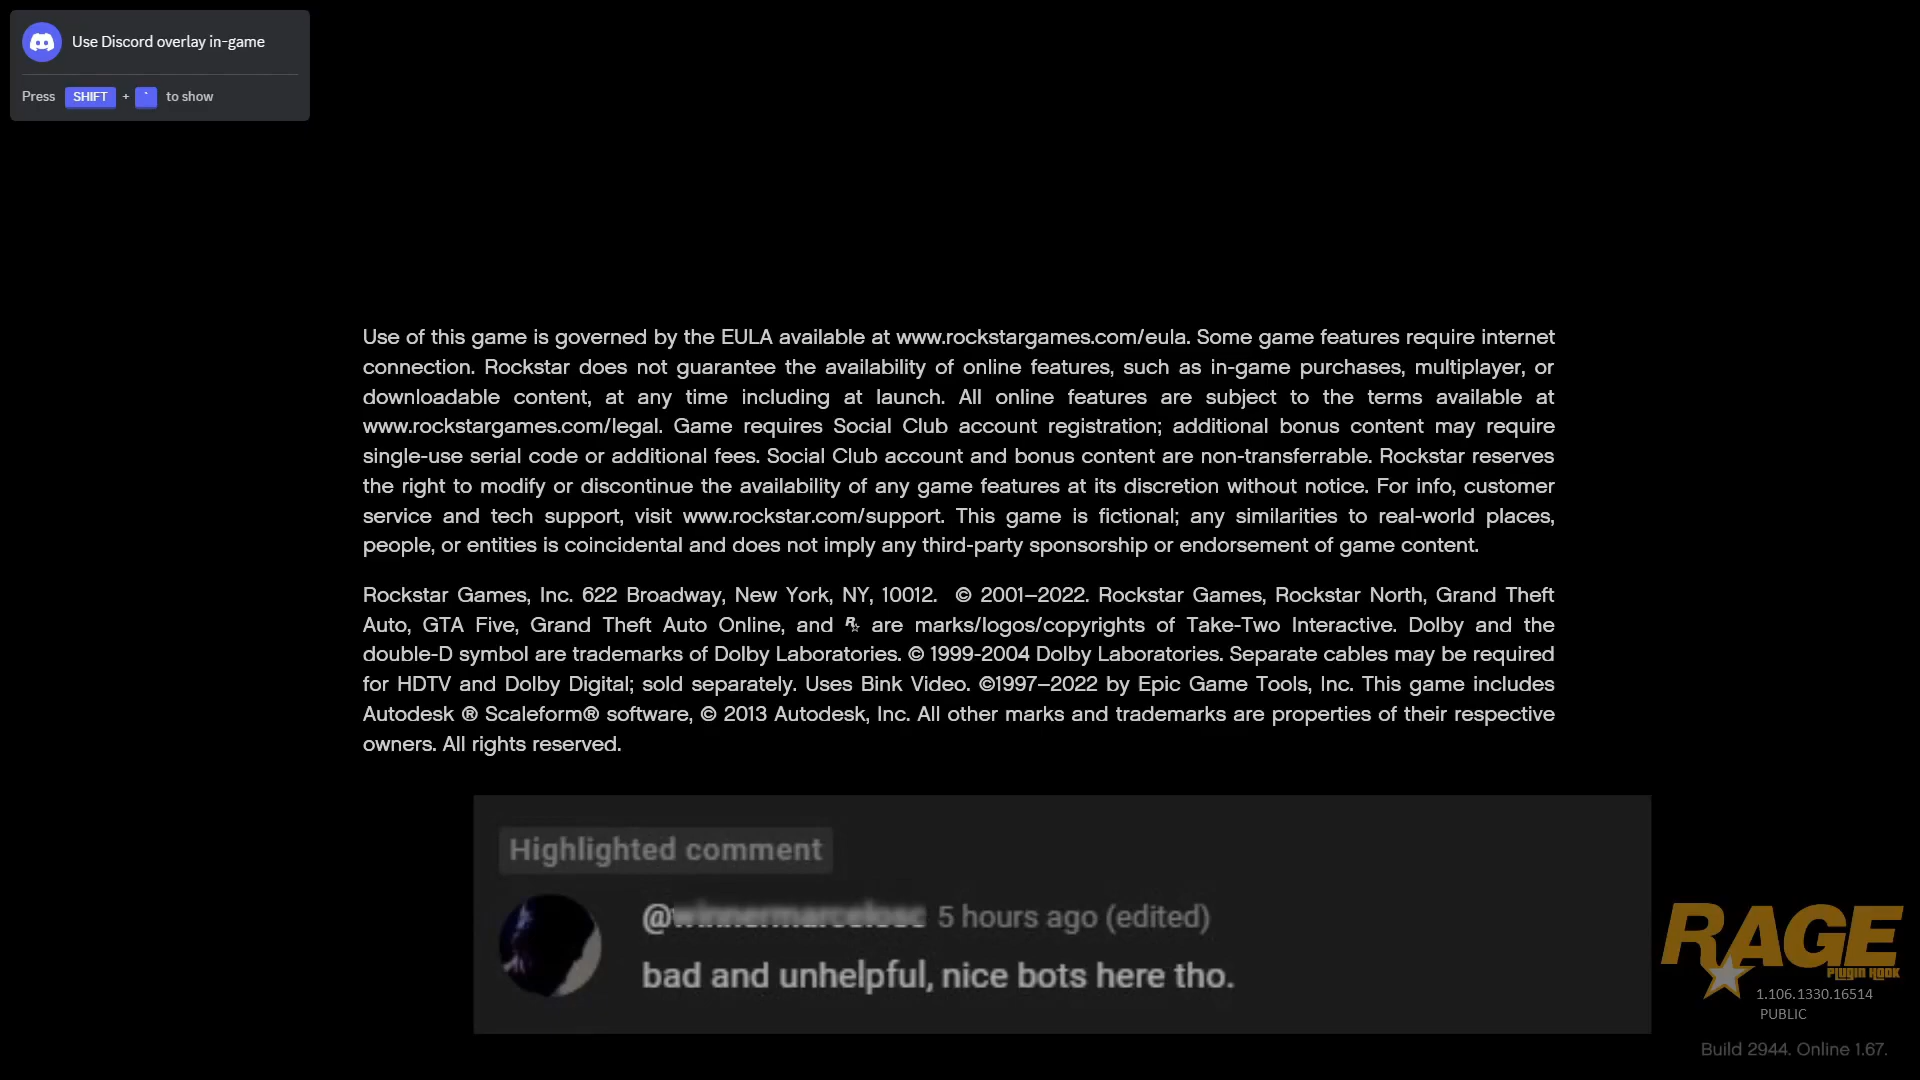 Use Discord overlay in-game
Press SHIFT + ` to show
Use of this game is governed by the EULA available at www.rockstargames.com/eula. Some game features require internet
connection. Rockstar does not guarantee the availability of online features, such as in-game purchases, multiplayer, or
downloadable content, at any time including at launch. All online features are subject to the terms available at
www.rockstargames.com/legal. Game requires Social Club account registration; additional bonus content may require
single-use serial code or additional fees. Social Club account and bonus content are non-transferrable. Rockstar reserves
the right to modify or discontinue the availability of any game features at its discretion without notice. For info, customer
service and tech support, visit www.rockstar.com/support. This game is fictional; any similarities to real-world places,
people, or entities is coincidental and does not imply any third-party sponsorship or endorsement of game content.
Rockstar Games, Inc. 622 Broadway, New York, NY, 10012. © 2001–2022. Rockstar Games, Rockstar North, Grand Theft
Auto, GTA Five, Grand Theft Auto Online, and R☆ are marks/logos/copyrights of Take-Two Interactive. Dolby and the
double-D symbol are trademarks of Dolby Laboratories. © 1999-2004 Dolby Laboratories. Separate cables may be required
for HDTV and Dolby Digital; sold separately. Uses Bink Video. ©1997–2022 by Epic Game Tools, Inc. This game includes
Autodesk ® Scaleform® software, © 2013 Autodesk, Inc. All other marks and trademarks are properties of their respective
owners. All rights reserved.
Highlighted comment
@ 5 hours ago (edited)
bad and unhelpful, nice bots here tho.
RAGE
PLUGIN HOOK
1.106.1330.16514
PUBLIC
Build 2944. Online 1.67.